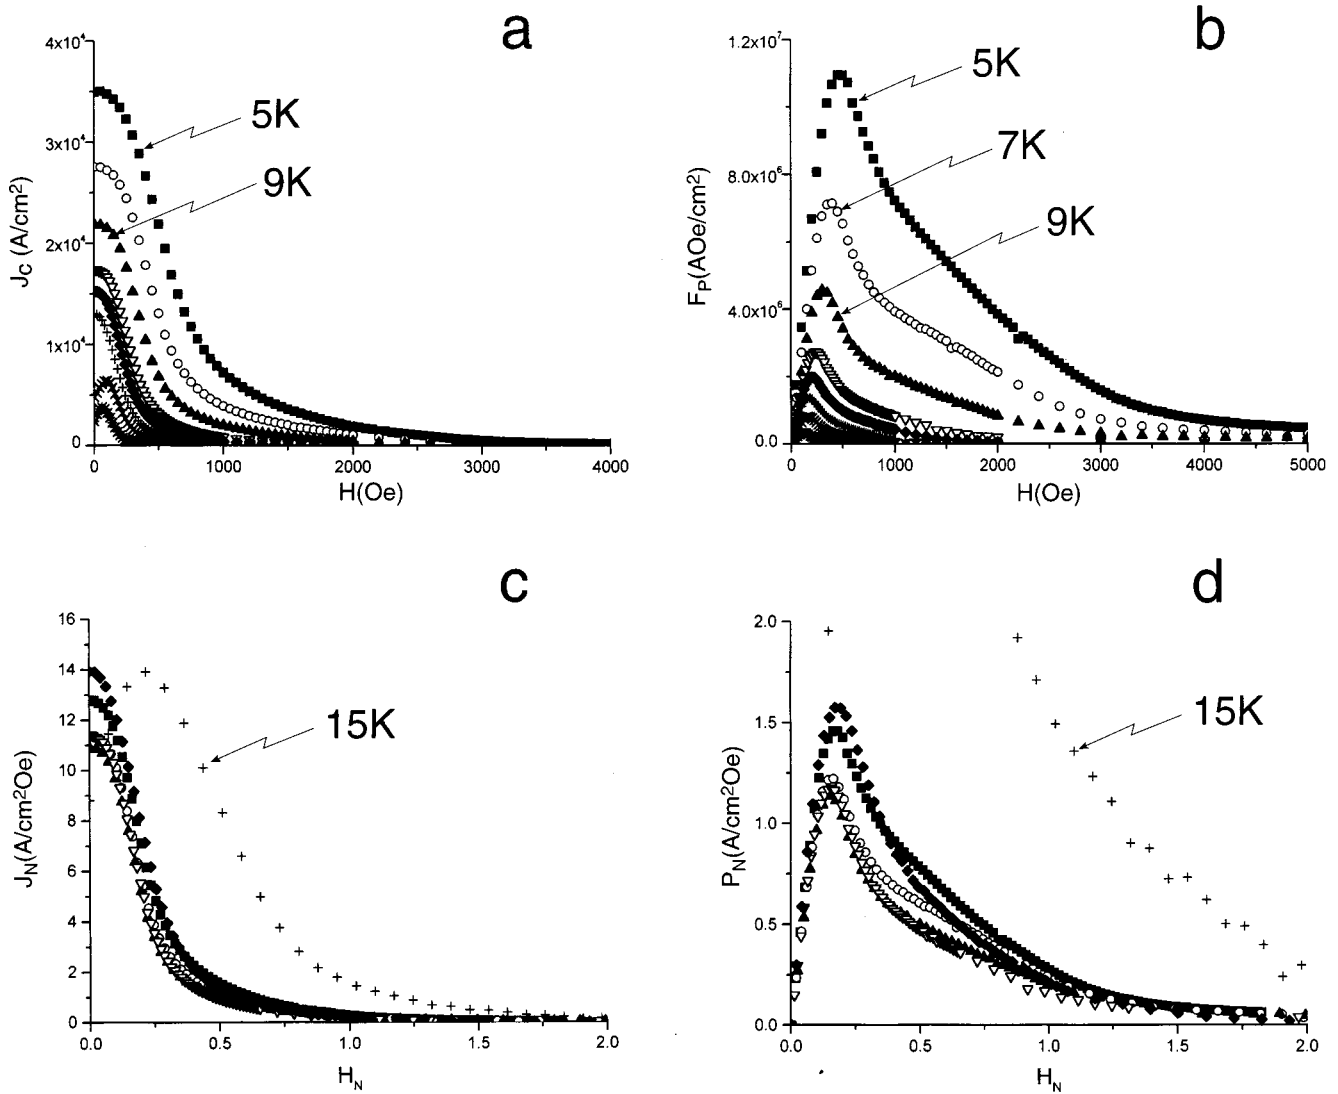 a
4x10⁴
3x10⁴
2x10⁴
1x10⁴
0
J_C (A/cm²)
5K
9K
0 1000 2000 3000 4000
H(Oe)
b
1.2x10⁷
8.0x10⁶
4.0x10⁶
0.0
F_P(AOe/cm²)
5K
7K
9K
0 1000 2000 3000 4000 5000
H(Oe)
c
16
14
12
10
8
6
4
2
0
J_N(A/cm²Oe)
15K
0.0 0.5 1.0 1.5 2.0
H_N
d
2.0
1.5
1.0
0.5
0.0
P_N(A/cm²Oe)
15K
0.0 0.5 1.0 1.5 2.0
H_N